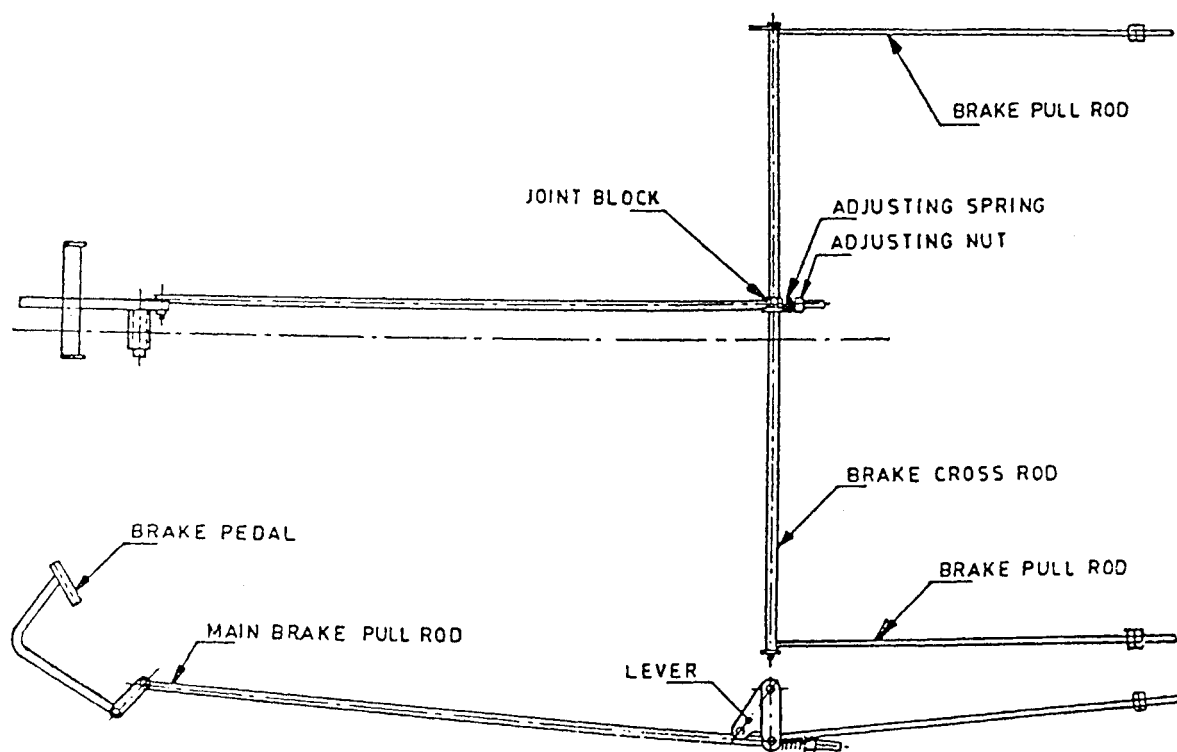 BRAKE PULL ROD
JOINT BLOCK
ADJUSTING SPRING
ADJUSTING NUT
BRAKE CROSS ROD
BRAKE PEDAL
BRAKE PULL ROD
MAIN BRAKE PULL ROD
LEVER